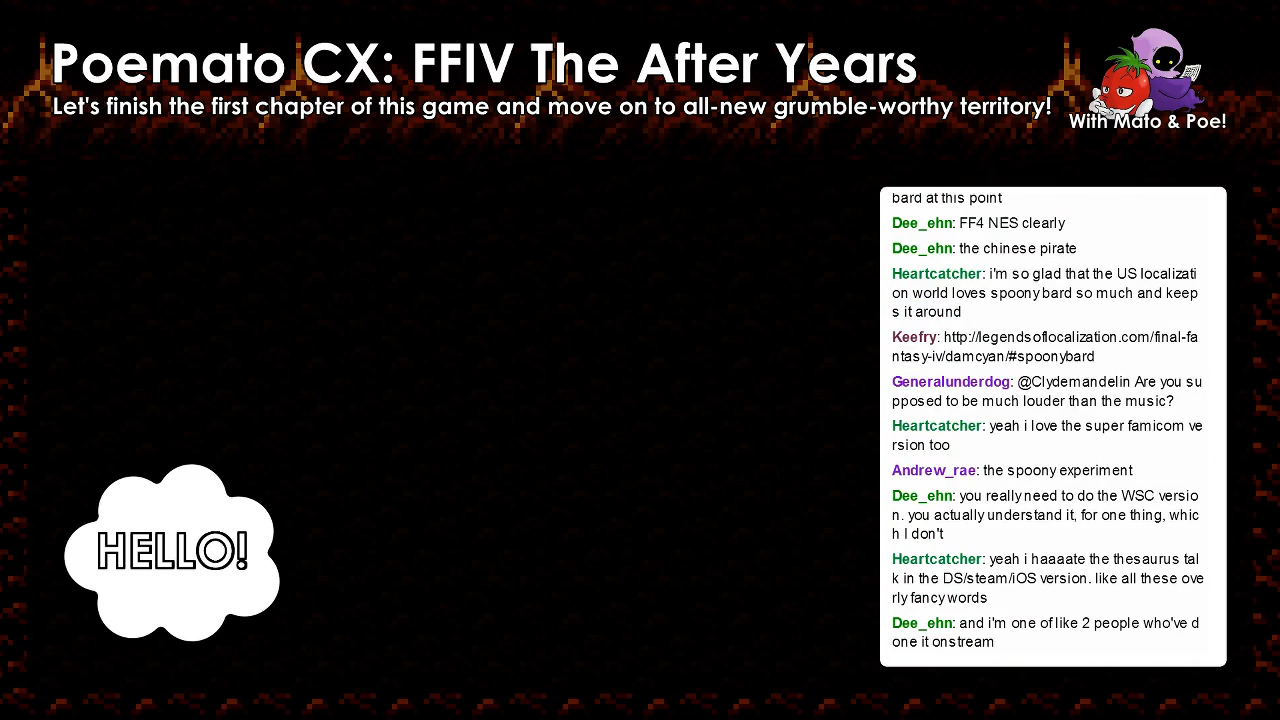 Poemato CX: FFIV The After Years
Let's finish the first chapter of this game and move on to all-new grumble-worthy territory!
With Mato & Poe!
bard at this point
Dee_ehn: FF4 NES clearly
Dee_ehn: the chinese pirate
Heartcatcher: i'm so glad that the US localizati
on world loves spoony bard so much and keep
s it around
Keefry: http://legendsoflocalization.com/final-fa
ntasy-iv/damcyan/#spoonybard
Generalunderdog: @Clydemandelin Are you su
pposed to be much louder than the music?
Heartcatcher: yeah i love the super famicom ve
rsion too
Andrew_rae: the spoony experiment
Dee_ehn: you really need to do the WSC versio
n. you actually understand it, for one thing, whic
h I don't
Heartcatcher: yeah i haaaate the thesaurus tal
k in the DS/steam/iOS version. like all these ove
rly fancy words
Dee_ehn: and i'm one of like 2 people who've d
one it onstream
HELLO!